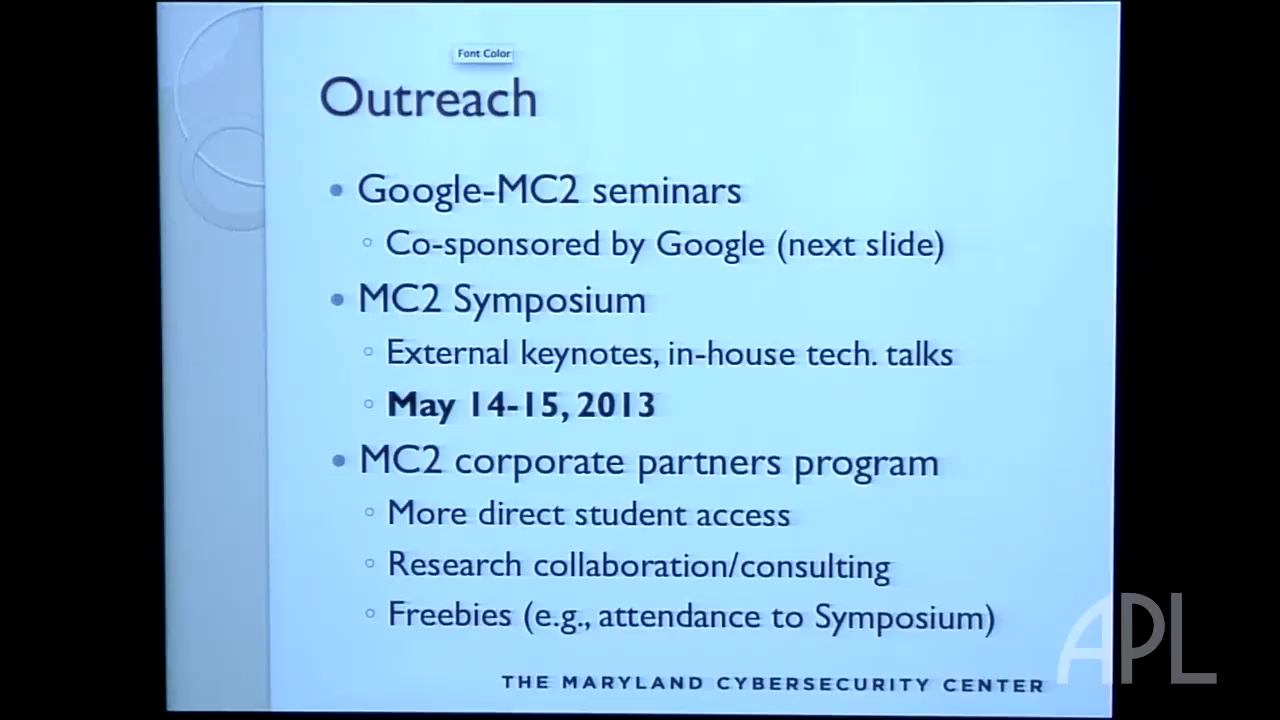 Font Color
Outreach
Google-MC2 seminars
Co-sponsored by Google (next slide)
MC2 Symposium
External keynotes, in-house tech. talks
May 14-15, 2013
MC2 corporate partners program
More direct student access
Research collaboration/consulting
Freebies (e.g., attendance to Symposium)
THE MARYLAND CYBERSECURITY CENTER
APL